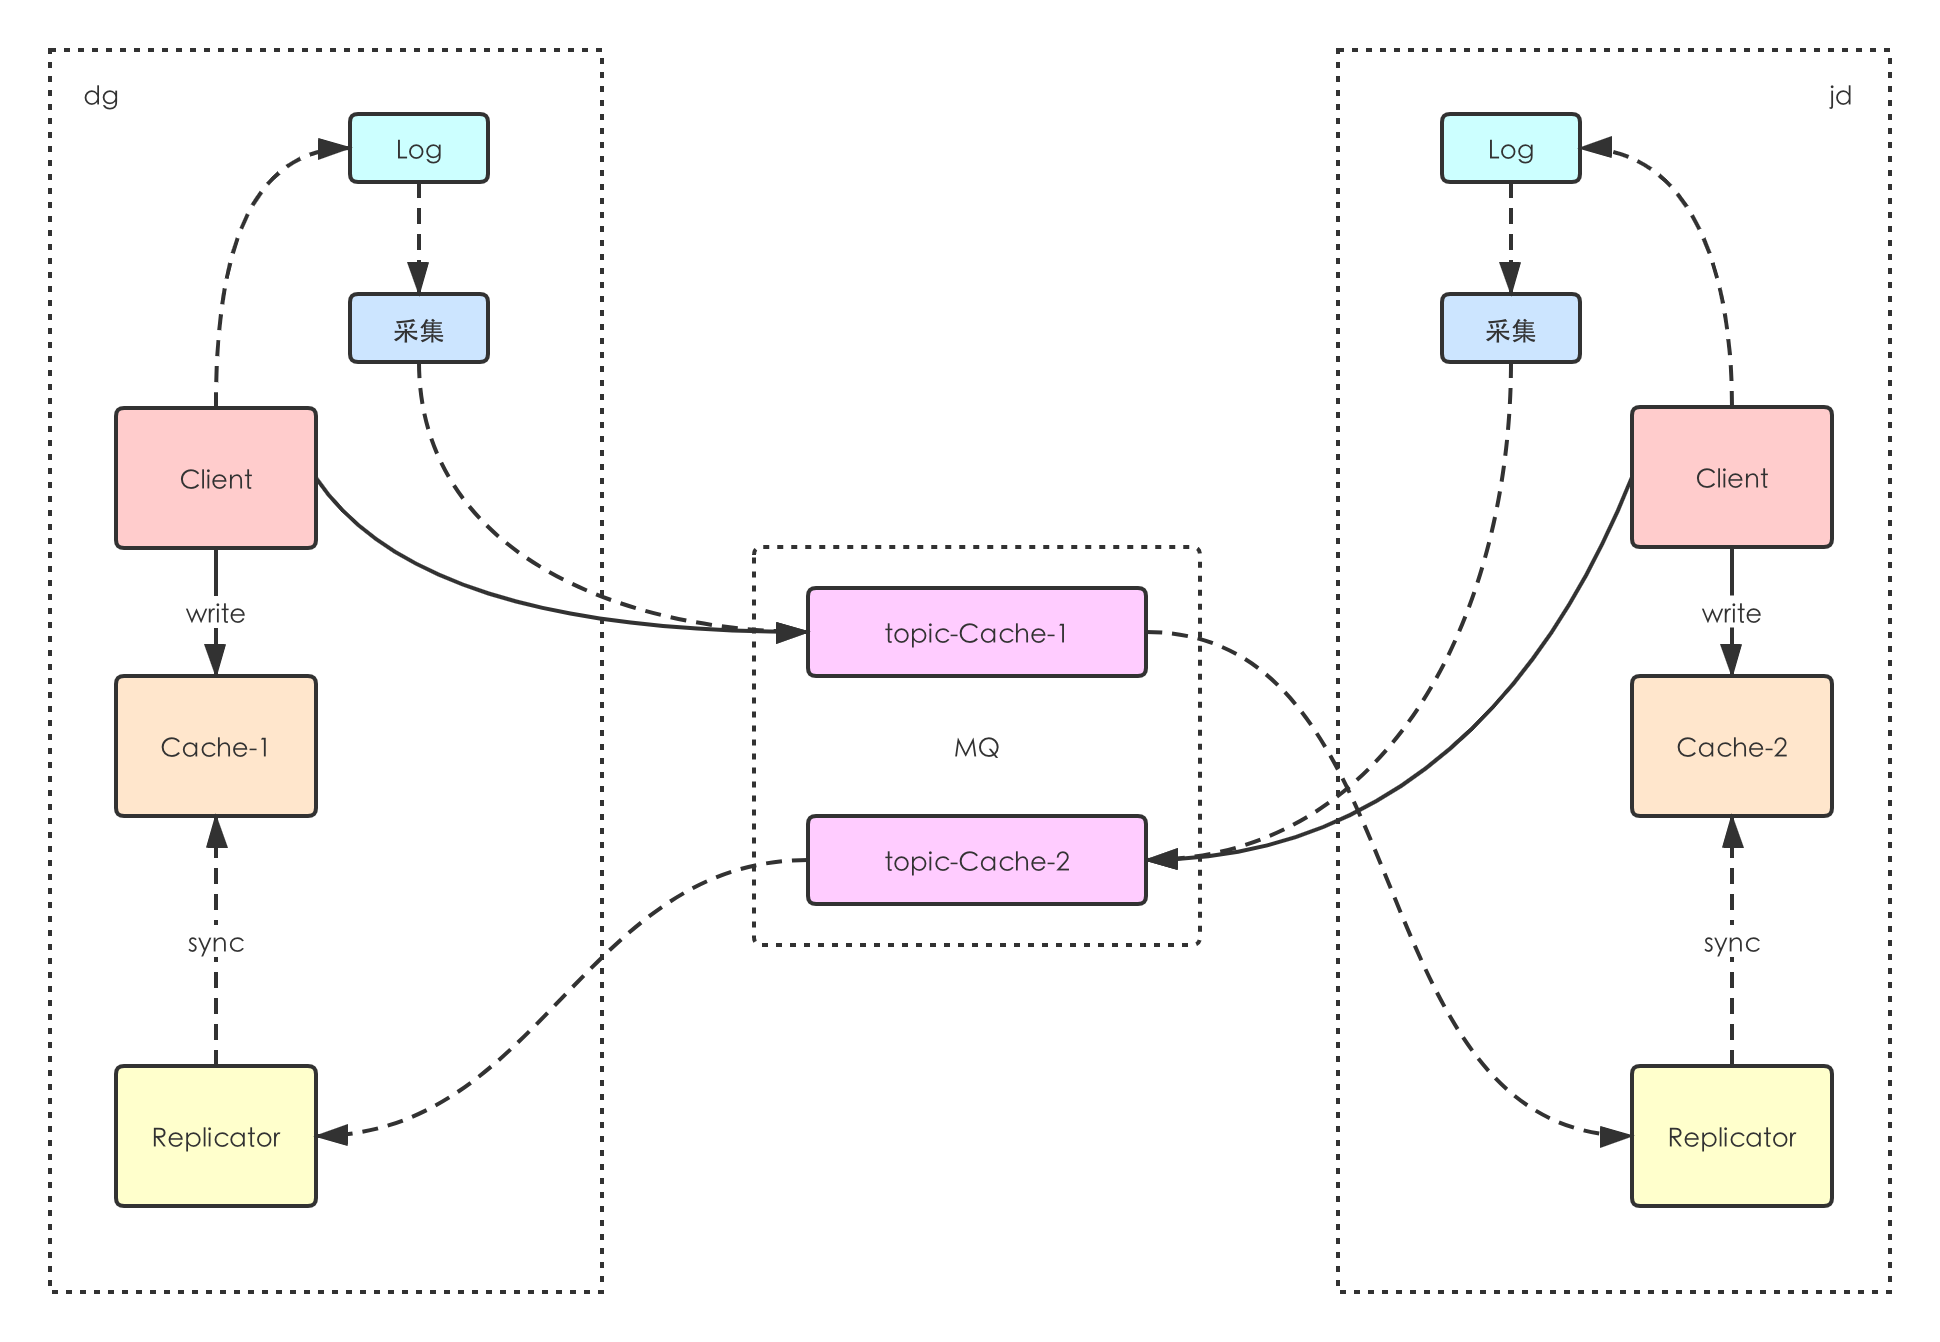 dg
jd
Log
Log
采集
采集
Client
Client
write
write
topic-Cache-1
Cache-1
MQ
Cache-2
topic-Cache-2
sync
sync
Replicator
Replicator